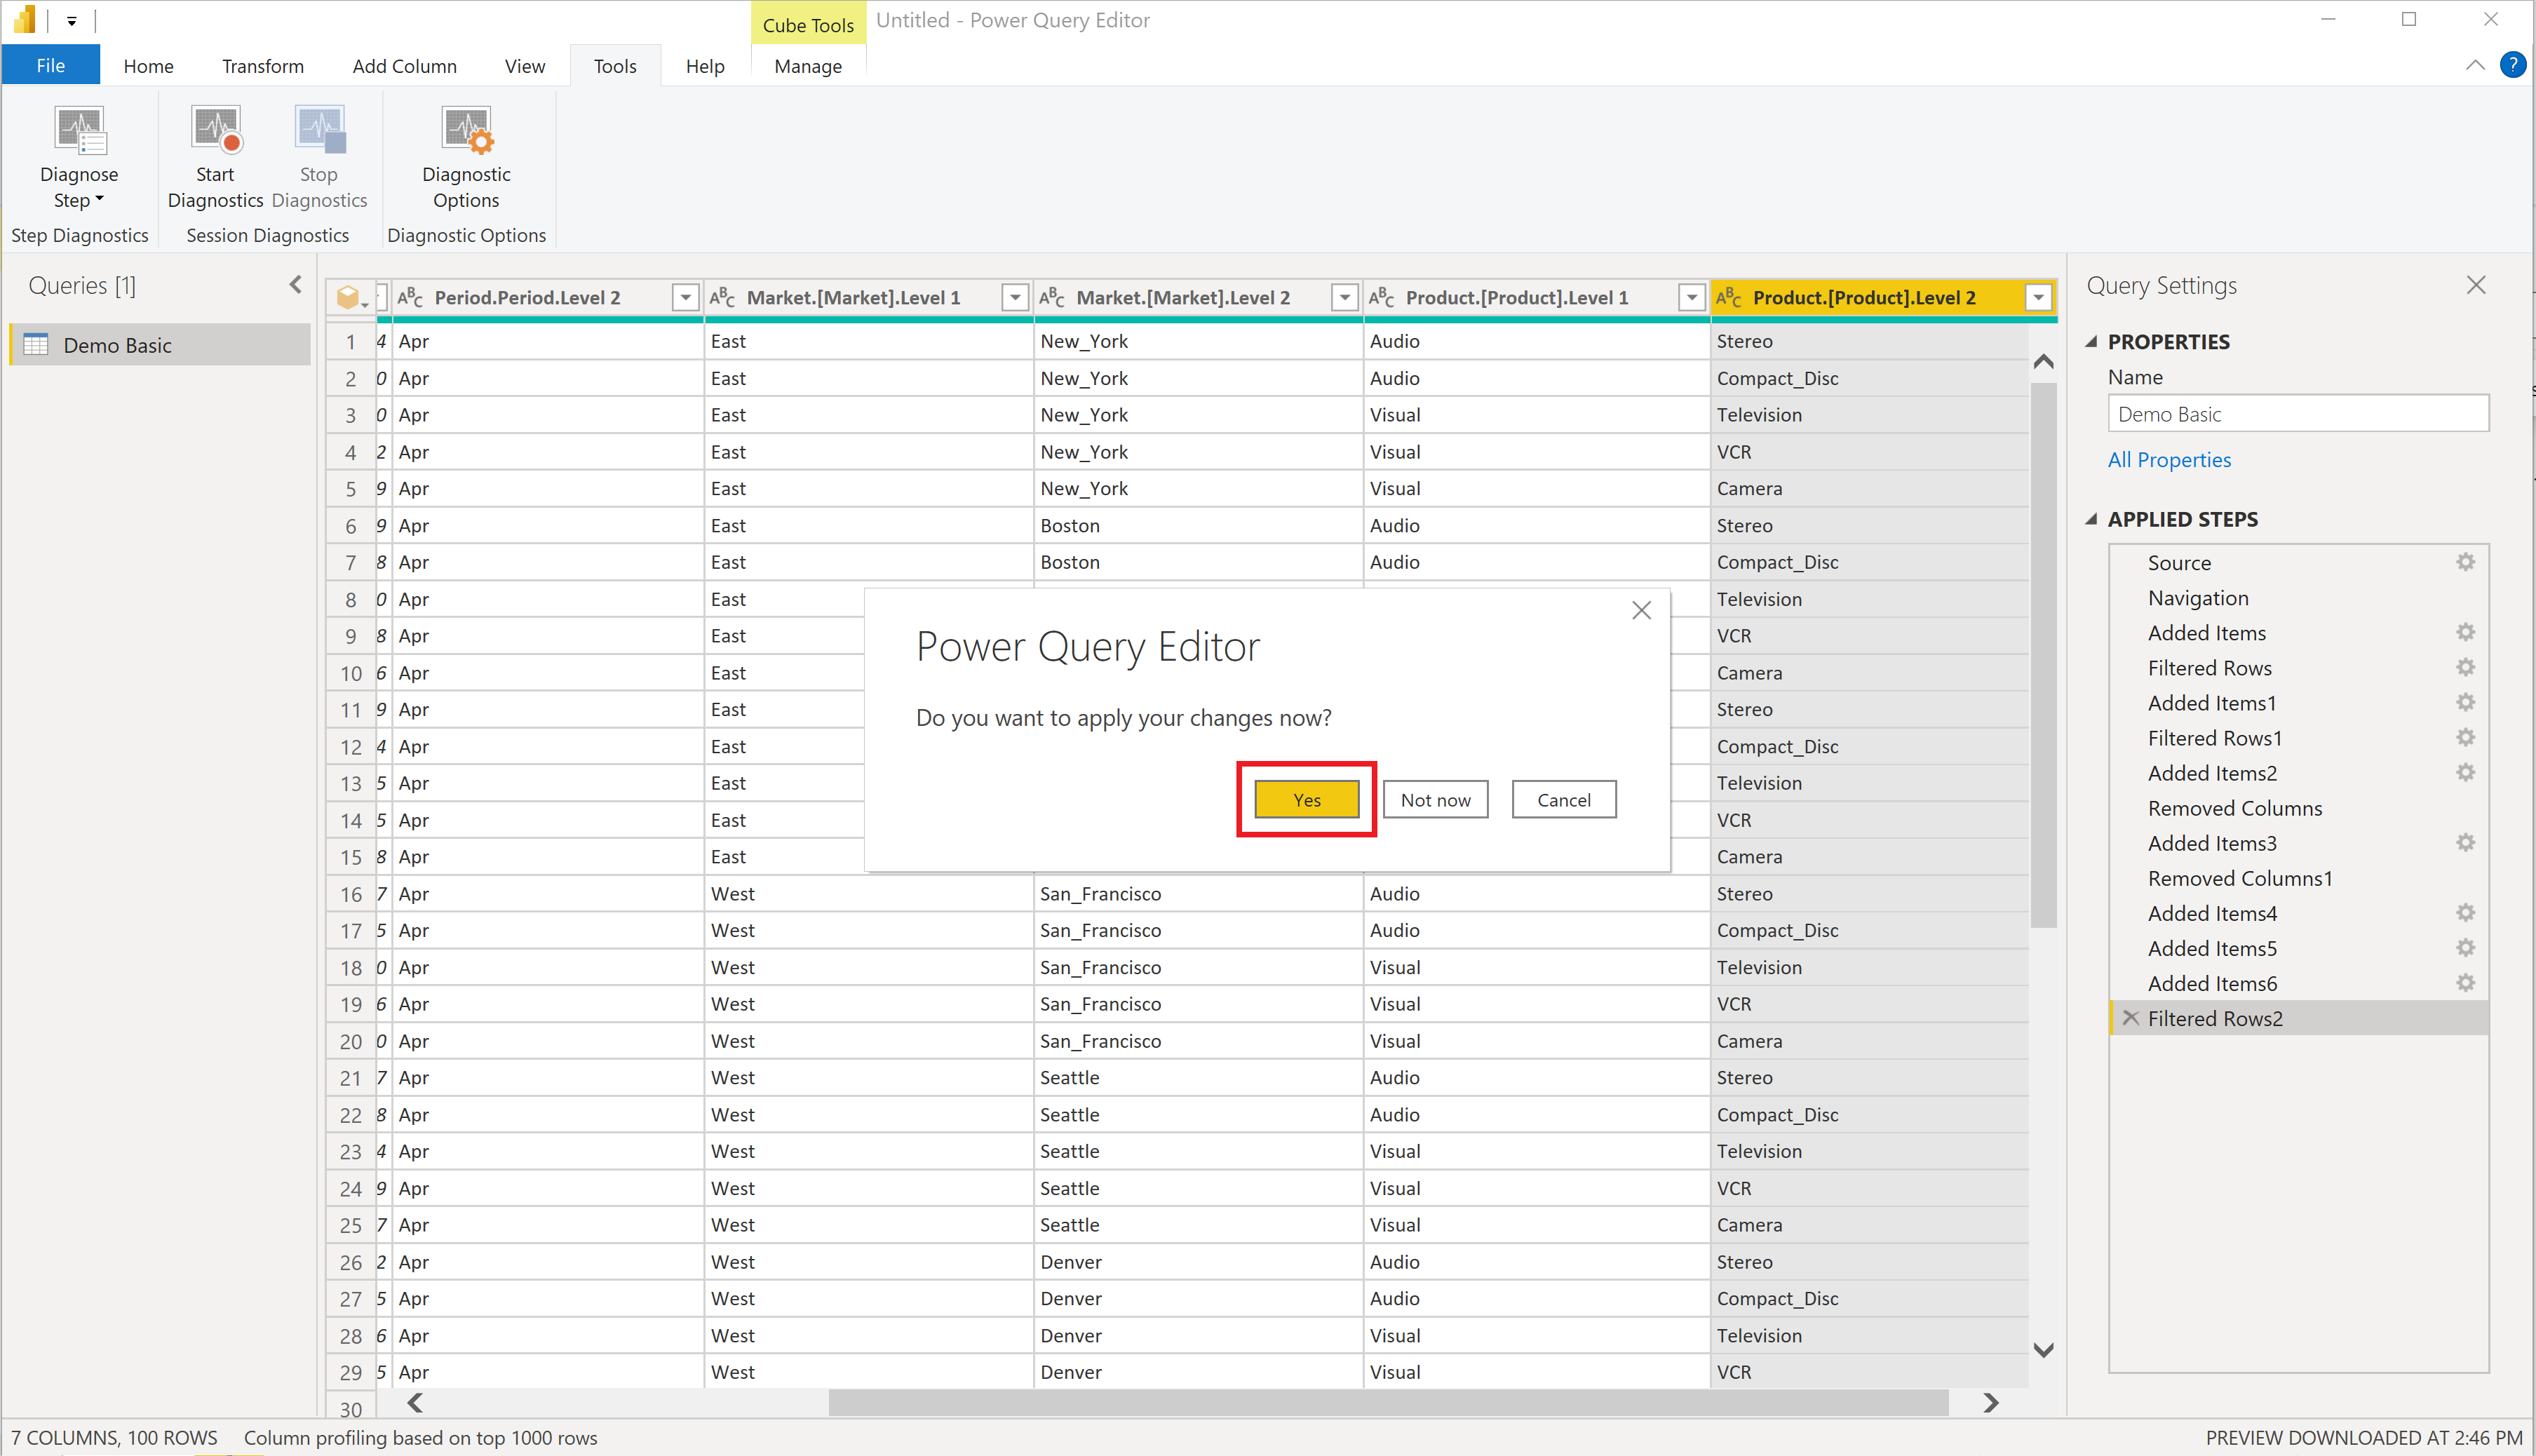 Cube Tools
Untitled - Power Query Editor
File
Home
Transform
Add Column
View
Tools
Help
Manage
?
Diagnose
Step
Start
Diagnostics
Stop
Diagnostics
Diagnostic
Options
Step Diagnostics
Session Diagnostics
Diagnostic Options
Queries [1]
Demo Basic
ABC Period.Period.Level 2 ABC Market.[Market].Level 1 ABC Market.[Market].Level 2 ABC Product.[Product].Level 1 ABC Product.[Product].Level 2
1 4 Apr East New_York Audio Stereo
2 0 Apr East New_York Audio Compact_Disc
3 0 Apr East New_York Visual Television
4 2 Apr East New_York Visual VCR
5 9 Apr East New_York Visual Camera
6 9 Apr East Boston Audio Stereo
7 8 Apr East Boston Audio Compact_Disc
8 0 Apr East Television
9 8 Apr East VCR
10 6 Apr East Camera
11 9 Apr East Stereo
12 4 Apr East Compact_Disc
13 5 Apr East Television
14 5 Apr East VCR
15 8 Apr East Camera
16 7 Apr West San_Francisco Audio Stereo
17 5 Apr West San_Francisco Audio Compact_Disc
18 0 Apr West San_Francisco Visual Television
19 6 Apr West San_Francisco Visual VCR
20 0 Apr West San_Francisco Visual Camera
21 7 Apr West Seattle Audio Stereo
22 8 Apr West Seattle Audio Compact_Disc
23 4 Apr West Seattle Visual Television
24 9 Apr West Seattle Visual VCR
25 7 Apr West Seattle Visual Camera
26 2 Apr West Denver Audio Stereo
27 5 Apr West Denver Audio Compact_Disc
28 6 Apr West Denver Visual Television
29 5 Apr West Denver Visual VCR
30
Power Query Editor
Do you want to apply your changes now?
Yes
Not now
Cancel
Query Settings
PROPERTIES
Name
Demo Basic
All Properties
APPLIED STEPS
Source
Navigation
Added Items
Filtered Rows
Added Items1
Filtered Rows1
Added Items2
Removed Columns
Added Items3
Removed Columns1
Added Items4
Added Items5
Added Items6
Filtered Rows2
7 COLUMNS, 100 ROWS
Column profiling based on top 1000 rows
PREVIEW DOWNLOADED AT 2:46 PM